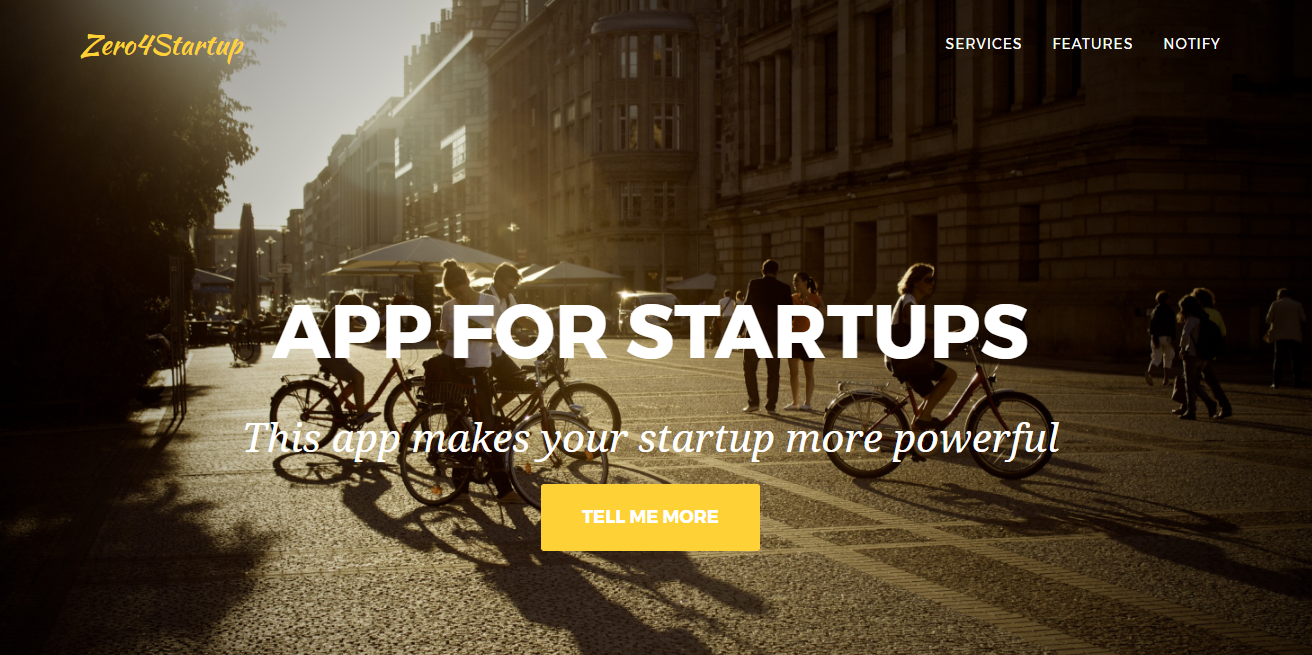 Zero4Startup
SERVICES FEATURES NOTIFY
APP FOR STARTUPS
This app makes your startup more powerful
TELL ME MORE